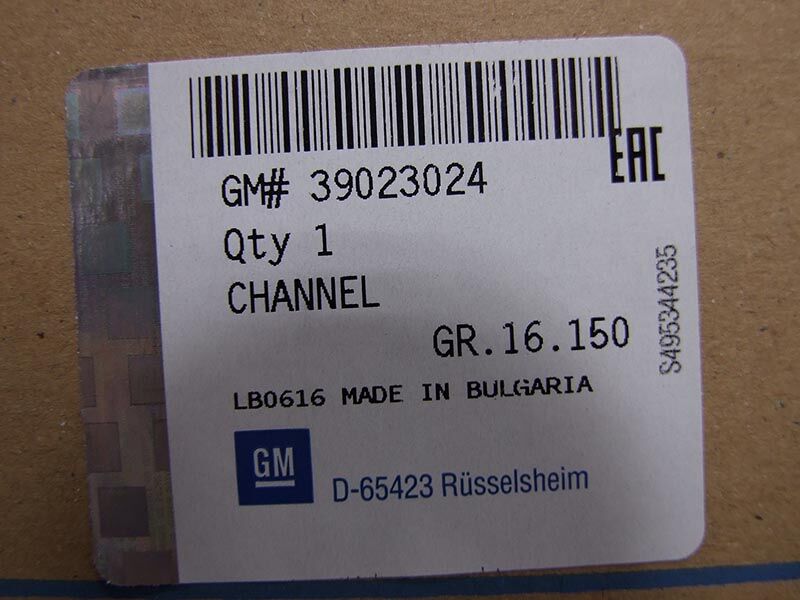 EAC
GM# 39023024
Qty 1
CHANNEL
GR.16.150
S495344235
LB0616 MADE IN BULGARIA
GM
D-65423 Rüsselsheim